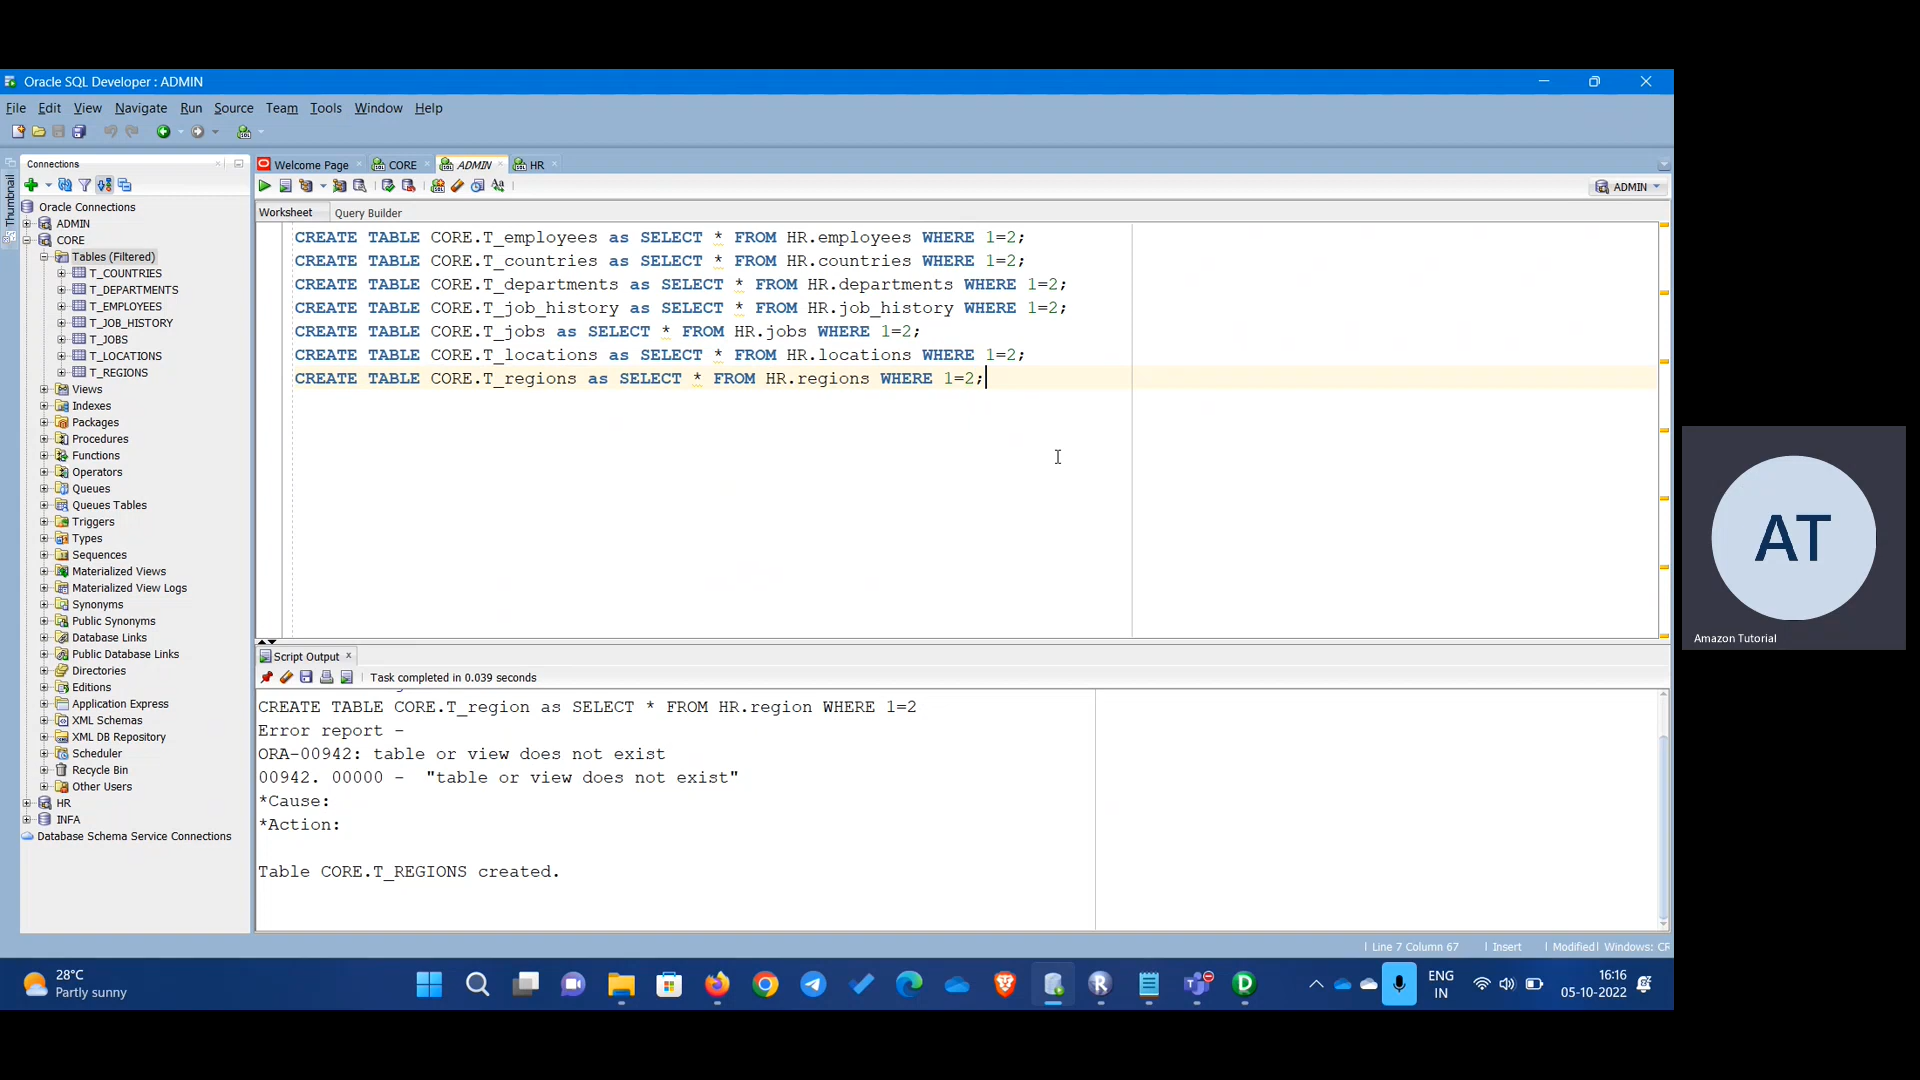 Oracle SQL Developer : ADMIN
File Edit View Navigate Run Source Team Tools Window Help
Thumbnail
Connections
Oracle Connections
ADMIN
CORE
Tables (Filtered)
T_COUNTRIES
T_DEPARTMENTS
T_EMPLOYEES
T_JOB_HISTORY
T_JOBS
T_LOCATIONS
T_REGIONS
Views
Indexes
Packages
Procedures
Functions
Operators
Queues
Queues Tables
Triggers
Types
Sequences
Materialized Views
Materialized View Logs
Synonyms
Public Synonyms
Database Links
Public Database Links
Directories
Editions
Application Express
XML Schemas
XML DB Repository
Scheduler
Recycle Bin
Other Users
HR
INFA
Database Schema Service Connections
Welcome Page CORE ADMIN HR
ADMIN
Worksheet Query Builder
CREATE TABLE CORE.T_employees as SELECT * FROM HR.employees WHERE 1=2;
CREATE TABLE CORE.T_countries as SELECT * FROM HR.countries WHERE 1=2;
CREATE TABLE CORE.T_departments as SELECT * FROM HR.departments WHERE 1=2;
CREATE TABLE CORE.T_job_history as SELECT * FROM HR.job_history WHERE 1=2;
CREATE TABLE CORE.T_jobs as SELECT * FROM HR.jobs WHERE 1=2;
CREATE TABLE CORE.T_locations as SELECT * FROM HR.locations WHERE 1=2;
CREATE TABLE CORE.T_regions as SELECT * FROM HR.regions WHERE 1=2;
Script Output
Task completed in 0.039 seconds
CREATE TABLE CORE.T_region as SELECT * FROM HR.region WHERE 1=2
Error report -
ORA-00942: table or view does not exist
00942. 00000 - "table or view does not exist"
*Cause:
*Action:
Table CORE.T_REGIONS created.
Line 7 Column 67 Insert Modified Windows: CR
AT
Amazon Tutorial
28°C
Partly sunny
ENG
IN
16:16
05-10-2022